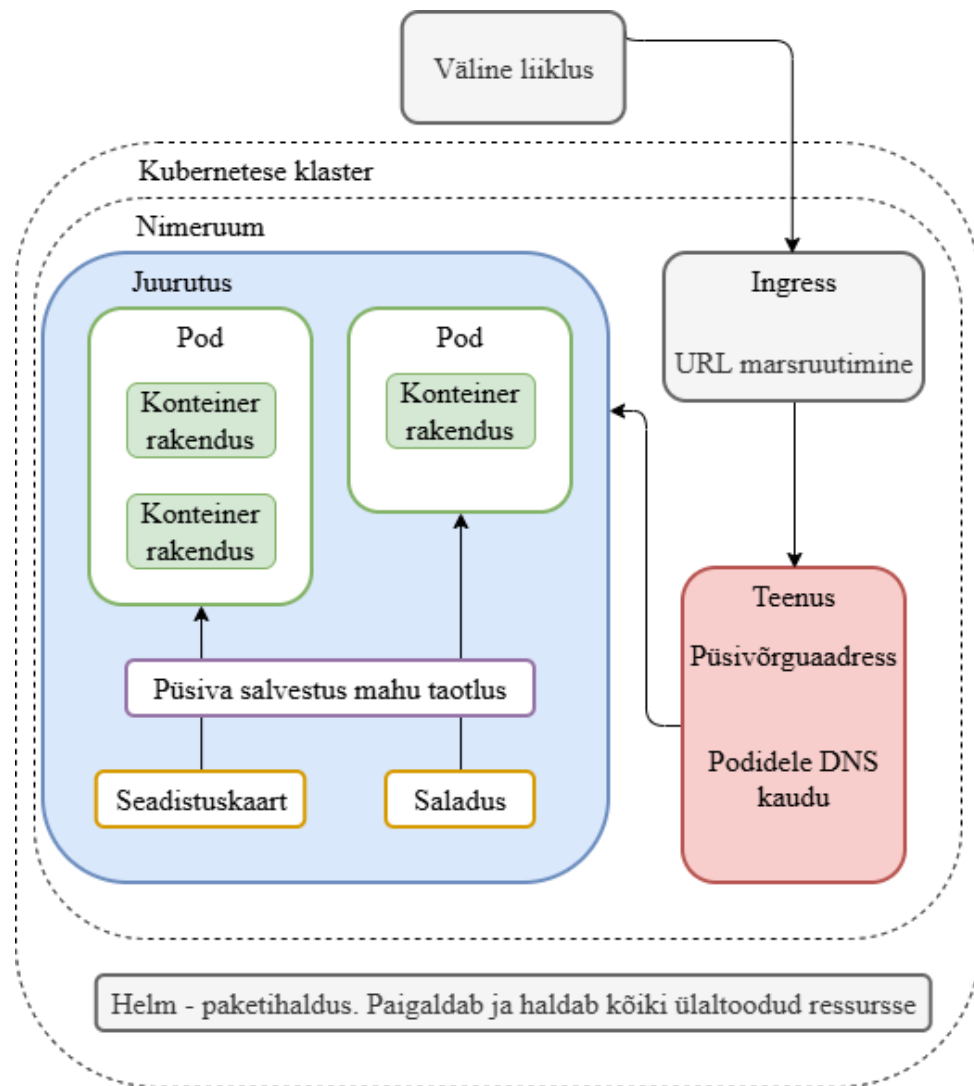 Väline liiklus
Kubernetese klaster
Nimeruum
Juurutus
Pod
Konteiner
rakendus
Konteiner
rakendus
Pod
Konteiner
rakendus
Püsiva salvestus mahu taotlus
Seadistuskaart
Saladus
Ingress
URL marsruutimine
Teenus
Püsivõrguaadress
Podidele DNS
kaudu
Helm - paketihaldus. Paigaldab ja haldab kõiki ülaltoodud ressursse